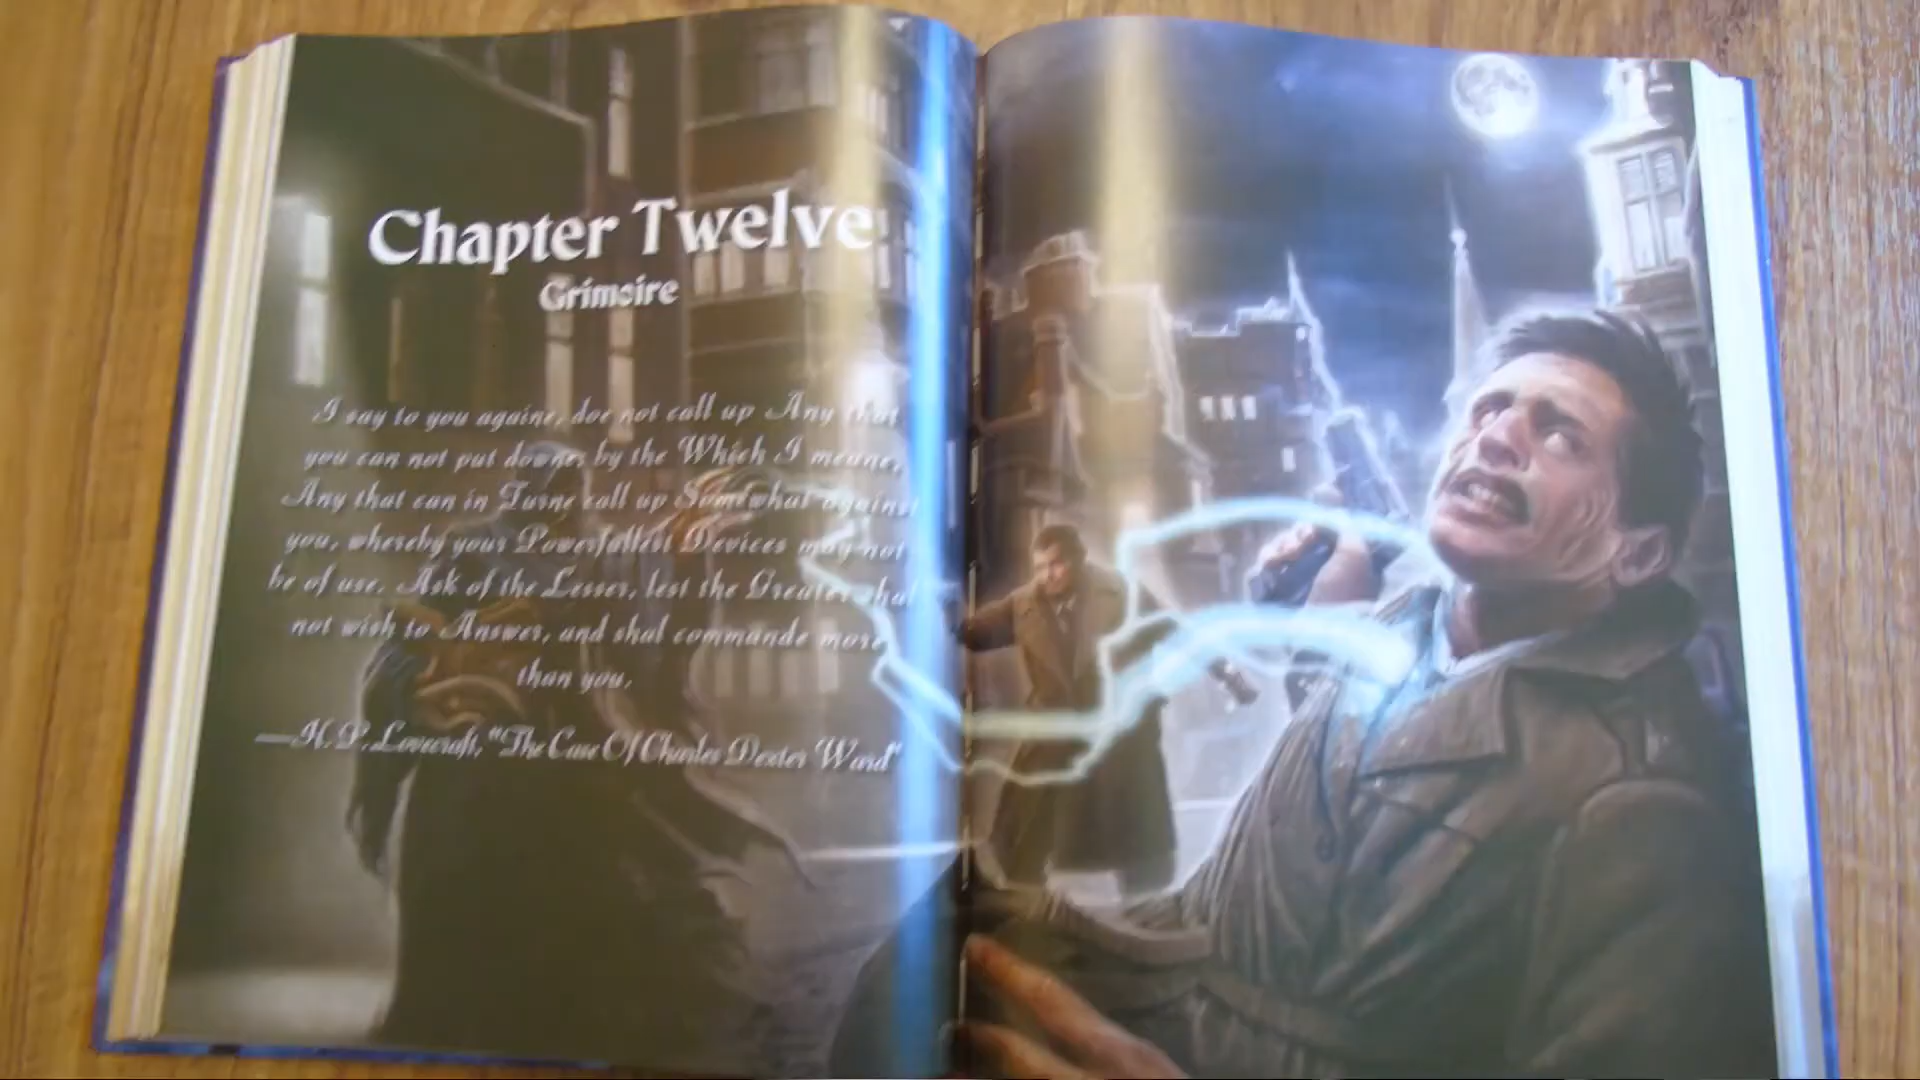 Chapter Twelve
Grimoire
I say to you againe, doe not call up Any that
you can not put downe; by the Which I meane,
Any that can in Turne call up Somewhat against
you, whereby your Powerfullest Devices may not
be of use. Ask of the Lesser, lest the Greater shal
not wish to Answer, and shal commande more
than you.
—H. P. Lovecraft, "The Case Of Charles Dexter Ward"